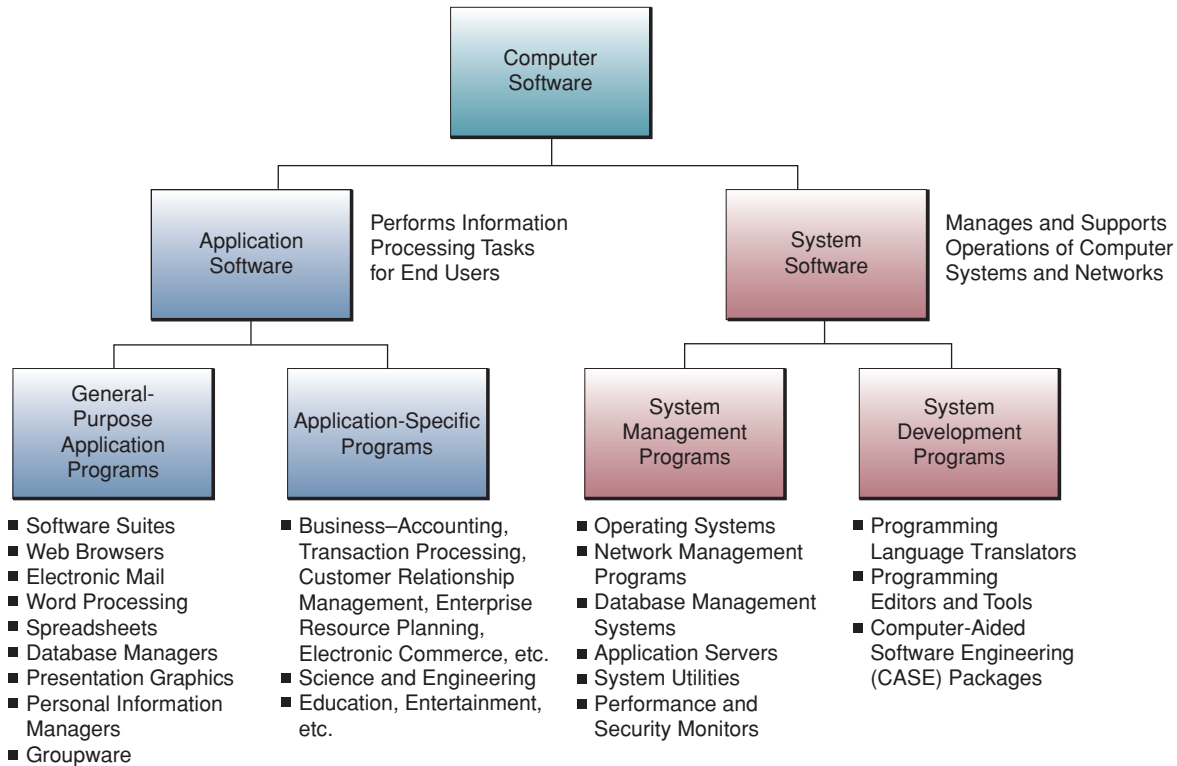 Computer
Software
Application
Software
Performs Information
Processing Tasks
for End Users
System
Software
Manages and Supports
Operations of Computer
Systems and Networks
General-
Purpose
Application
Programs
Application-Specific
Programs
System
Management
Programs
System
Development
Programs
■ Software Suites
■ Web Browsers
■ Electronic Mail
■ Word Processing
■ Spreadsheets
■ Database Managers
■ Presentation Graphics
■ Personal Information
Managers
■ Groupware
■ Business–Accounting,
Transaction Processing,
Customer Relationship
Management, Enterprise
Resource Planning,
Electronic Commerce, etc.
■ Science and Engineering
■ Education, Entertainment,
etc.
■ Operating Systems
■ Network Management
Programs
■ Database Management
Systems
■ Application Servers
■ System Utilities
■ Performance and
Security Monitors
■ Programming
Language Translators
■ Programming
Editors and Tools
■ Computer-Aided
Software Engineering
(CASE) Packages